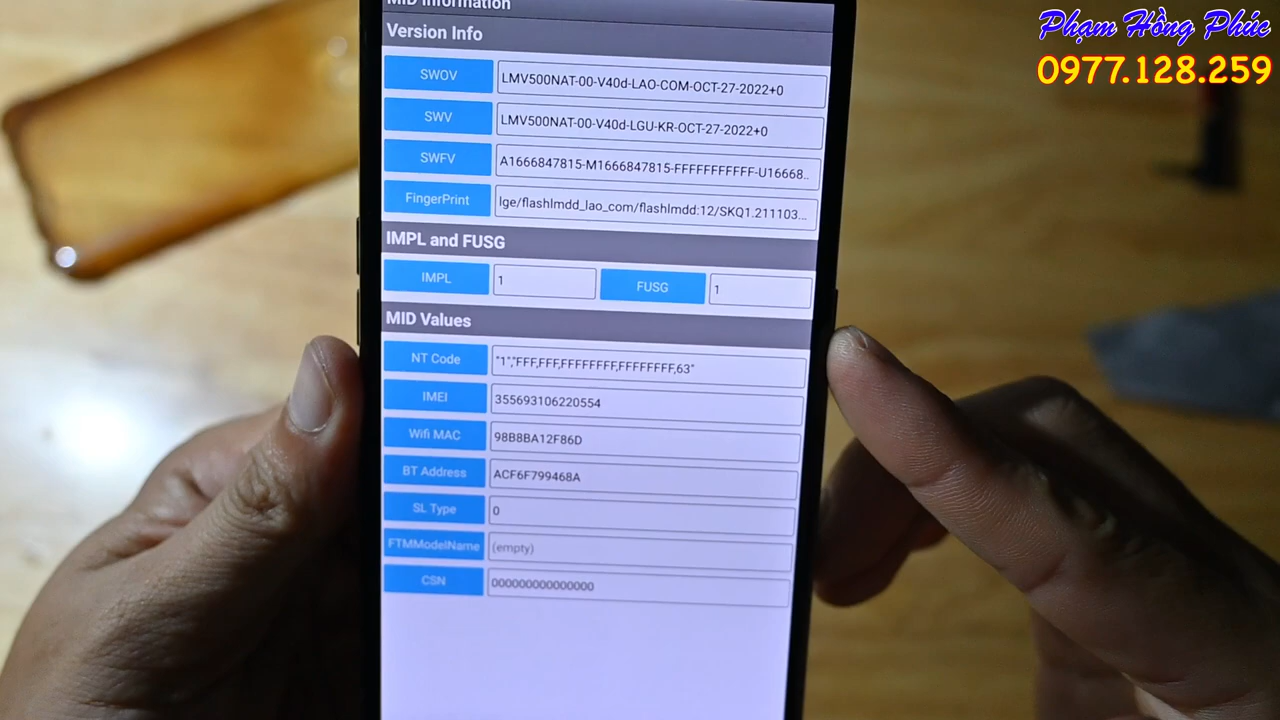 Phạm Hồng Phúc
0977.128.259
MID Information
Version Info
SWOV LMV500NAT-00-V40d-LAO-COM-OCT-27-2022+0
SWV LMV500NAT-00-V40d-LGU-KR-OCT-27-2022+0
SWFV A1666847815-M1666847815-FFFFFFFFFFF-U16668..
FingerPrint lge/flashlmdd_lao_com/flashlmdd:12/SKQ1.211103...
IMPL and FUSG
IMPL 1 FUSG 1
MID Values
NT Code "1","FFF,FFF,FFFFFFFF,FFFFFFFF,63"
IMEI 355693106220554
Wifi MAC 98B8BA12F86D
BT Address ACF6F799468A
SL Type 0
FTMModelName (empty)
CSN 000000000000000